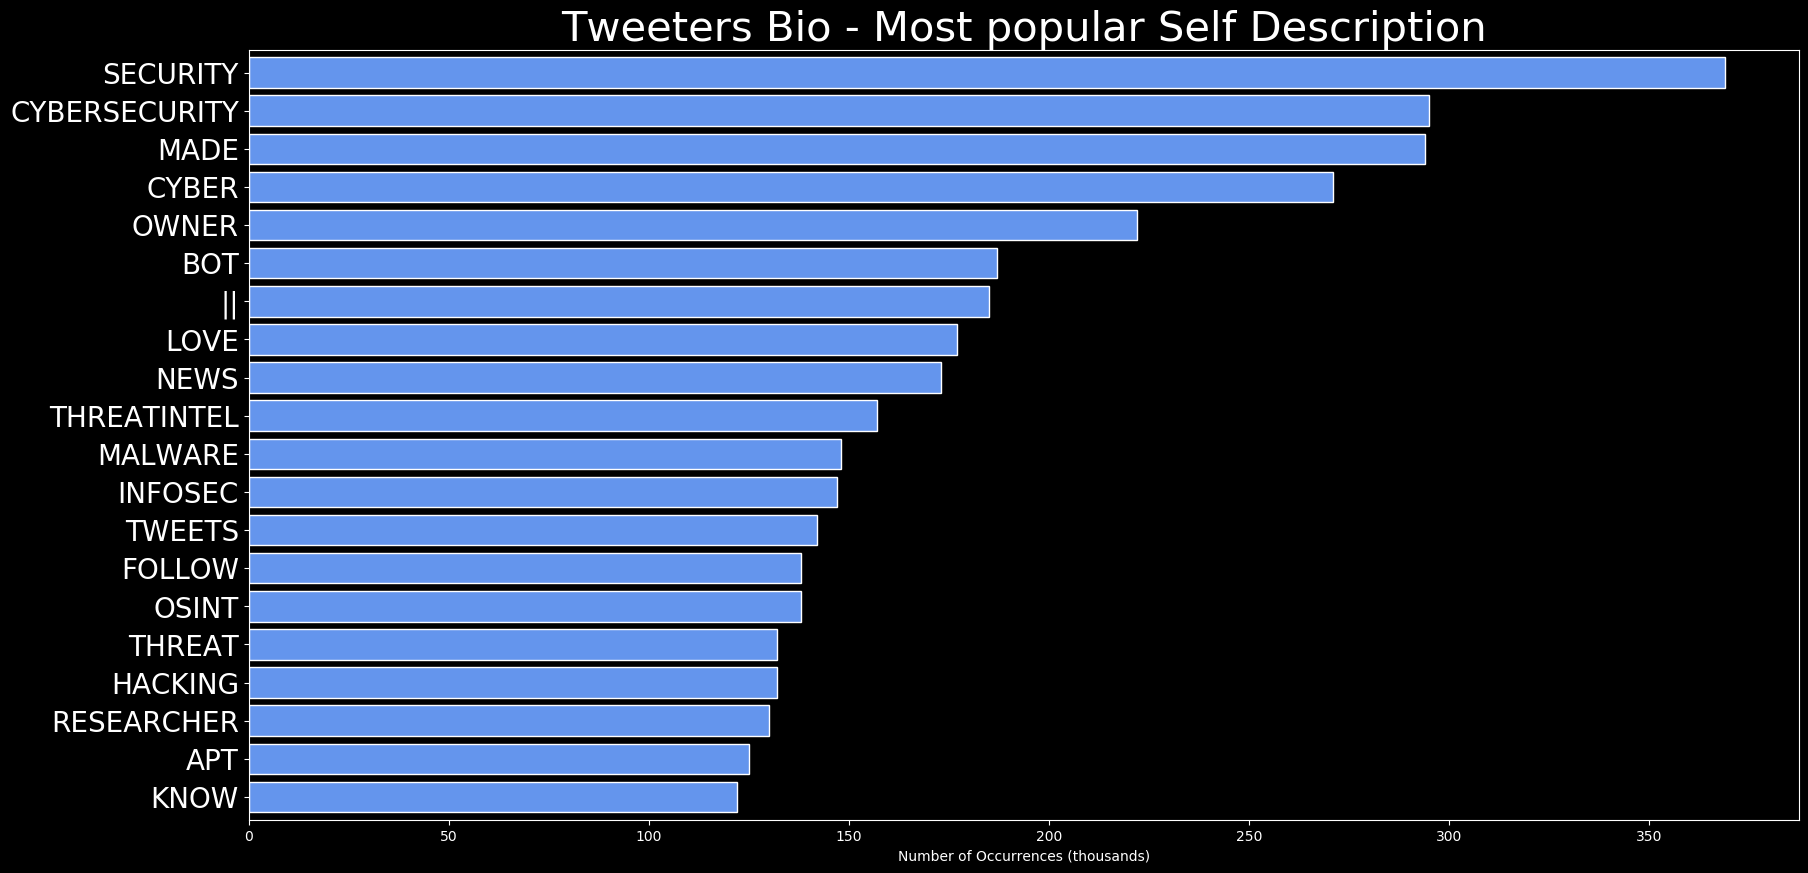 Tweeters Bio - Most popular Self Description
SECURITY
CYBERSECURITY
MADE
CYBER
OWNER
BOT
||
LOVE
NEWS
THREATINTEL
MALWARE
INFOSEC
TWEETS
FOLLOW
OSINT
THREAT
HACKING
RESEARCHER
APT
KNOW
0 50 100 150 200 250 300 350
Number of Occurrences (thousands)